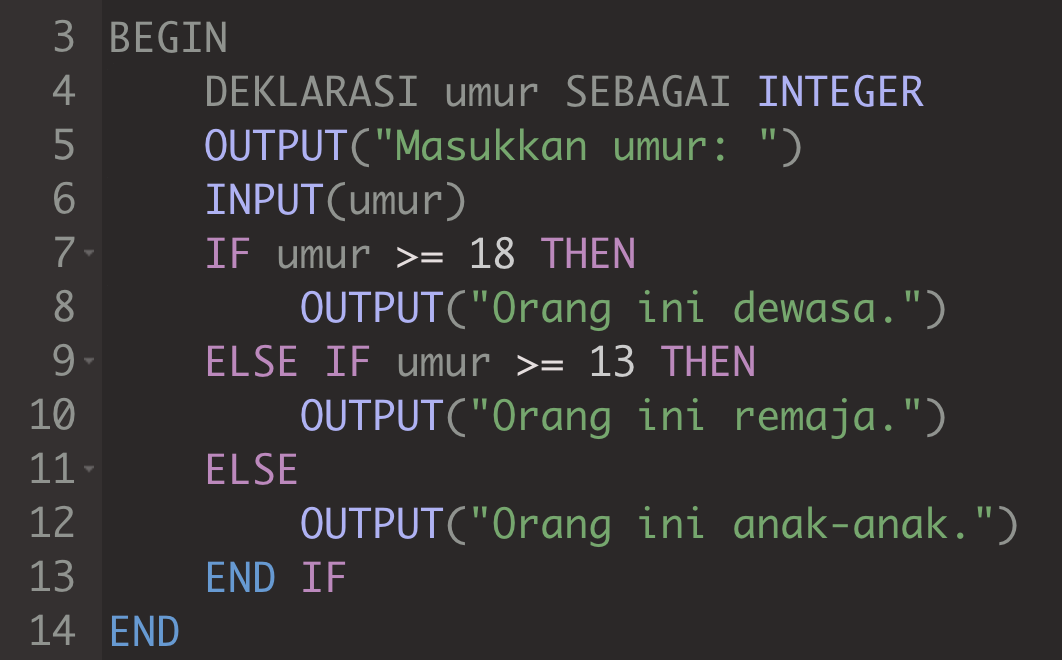 3 BEGIN
4     DEKLARASI umur SEBAGAI INTEGER
5     OUTPUT("Masukkan umur: ")
6     INPUT(umur)
7     IF umur >= 18 THEN
8         OUTPUT("Orang ini dewasa.")
9     ELSE IF umur >= 13 THEN
10         OUTPUT("Orang ini remaja.")
11     ELSE
12         OUTPUT("Orang ini anak-anak.")
13     END IF
14 END